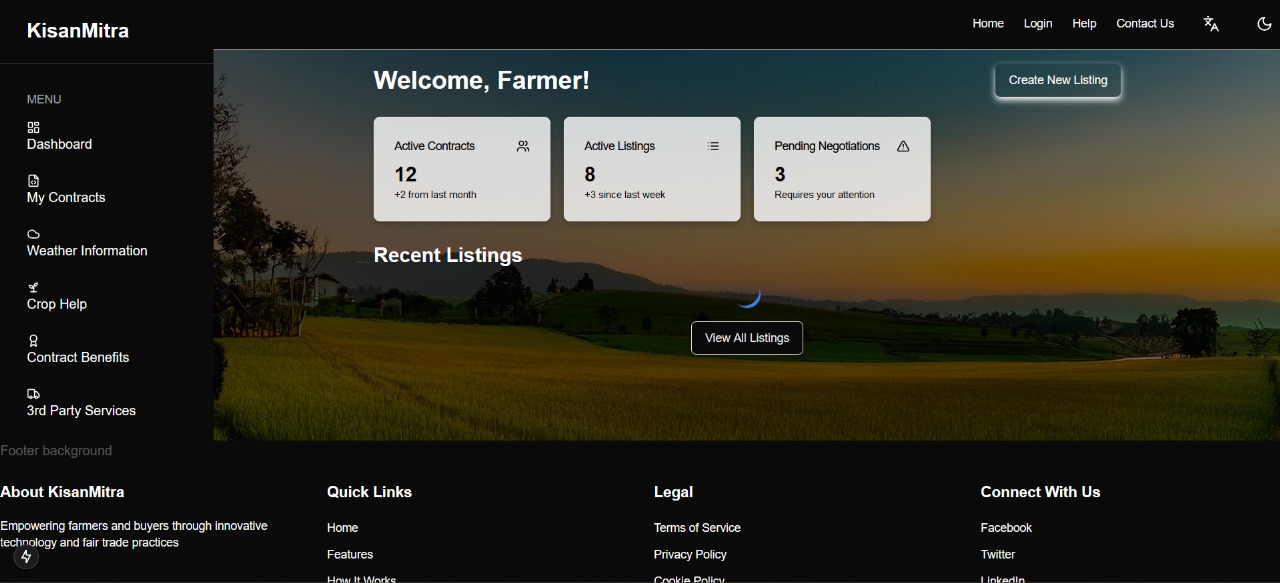 KisanMitra
Home Login Help Contact Us
MENU
Dashboard
My Contracts
Weather Information
Crop Help
Contract Benefits
3rd Party Services
Welcome, Farmer!
Create New Listing
Active Contracts
12
+2 from last month
Active Listings
8
+3 since last week
Pending Negotiations
3
Requires your attention
Recent Listings
View All Listings
Footer background
About KisanMitra
Empowering farmers and buyers through innovative
technology and fair trade practices
Quick Links
Home
Features
How It Works
Legal
Terms of Service
Privacy Policy
Cookie Policy
Connect With Us
Facebook
Twitter
LinkedIn